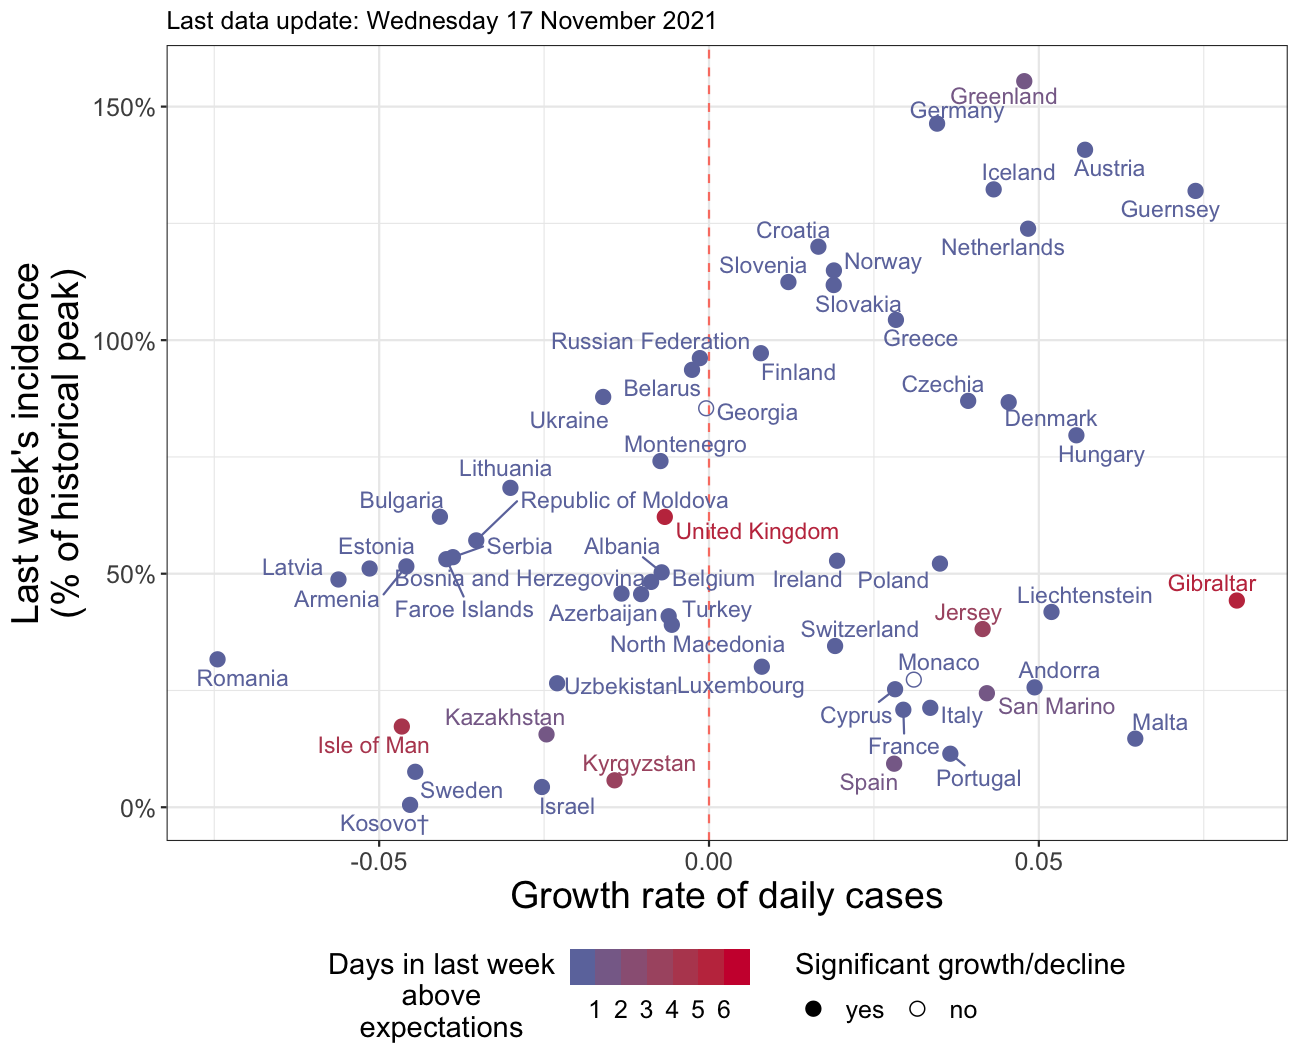 Last data update: Wednesday 17 November 2021
Last week's incidence
(% of historical peak)
150%
100%
50%
0%
Greenland
Germany
Austria
Iceland
Guernsey
Croatia
Netherlands
Slovenia
Norway
Slovakia
Greece
Russian Federation
Finland
Belarus
Czechia
Georgia
Ukraine
Denmark
Montenegro
Hungary
Lithuania
Bulgaria
Republic of Moldova
United Kingdom
Estonia
Serbia
Albania
Latvia
Bosnia and Herzegovina
Belgium
Ireland
Poland
Gibraltar
Armenia
Faroe Islands
Azerbaijan
Turkey
Jersey
Liechtenstein
North Macedonia
Switzerland
Romania
Monaco
Andorra
Uzbekistan
Luxembourg
Cyprus
Italy
San Marino
Kazakhstan
Malta
Isle of Man
France
Kyrgyzstan
Spain
Portugal
Sweden
Israel
Kosovo†
-0.05
0.00
0.05
Growth rate of daily cases
Days in last week
above
expectations
1 2 3 4 5 6
Significant growth/decline
yes
no